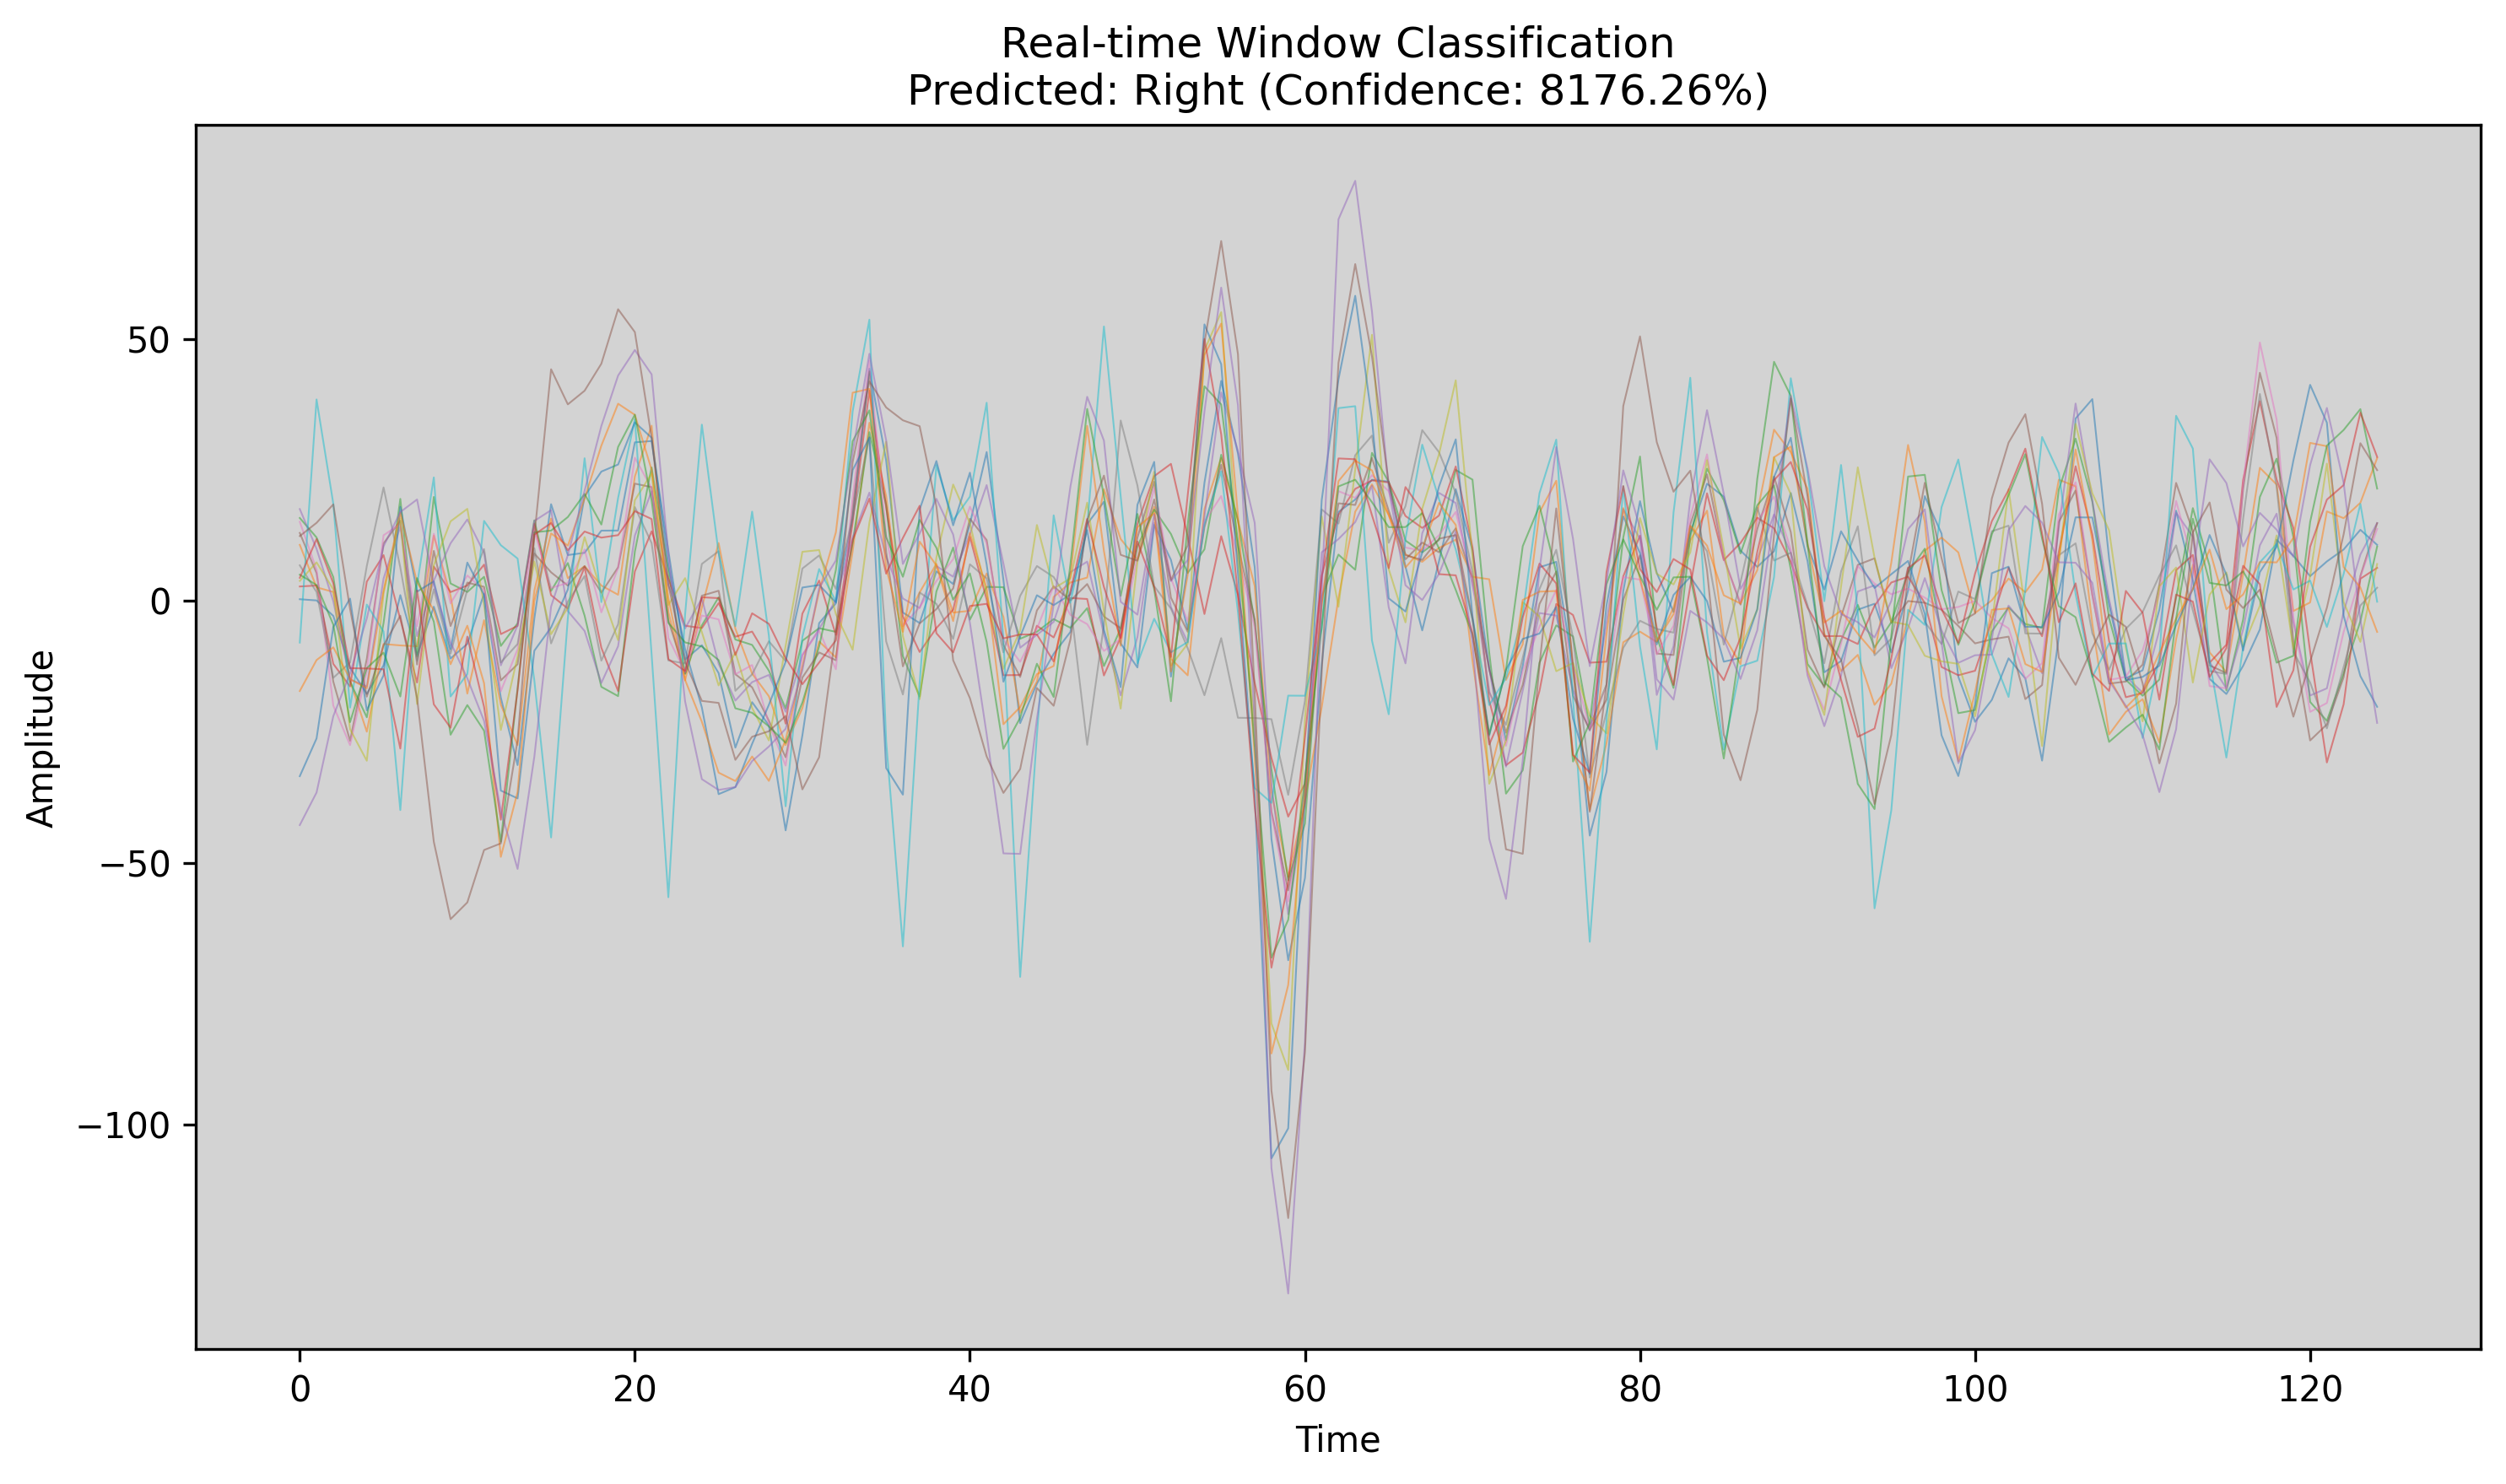 Real-time Window Classification
Predicted: Right (Confidence: 8176.26%)
Amplitude
50
0
−50
−100
0 20 40 60 80 100 120
Time